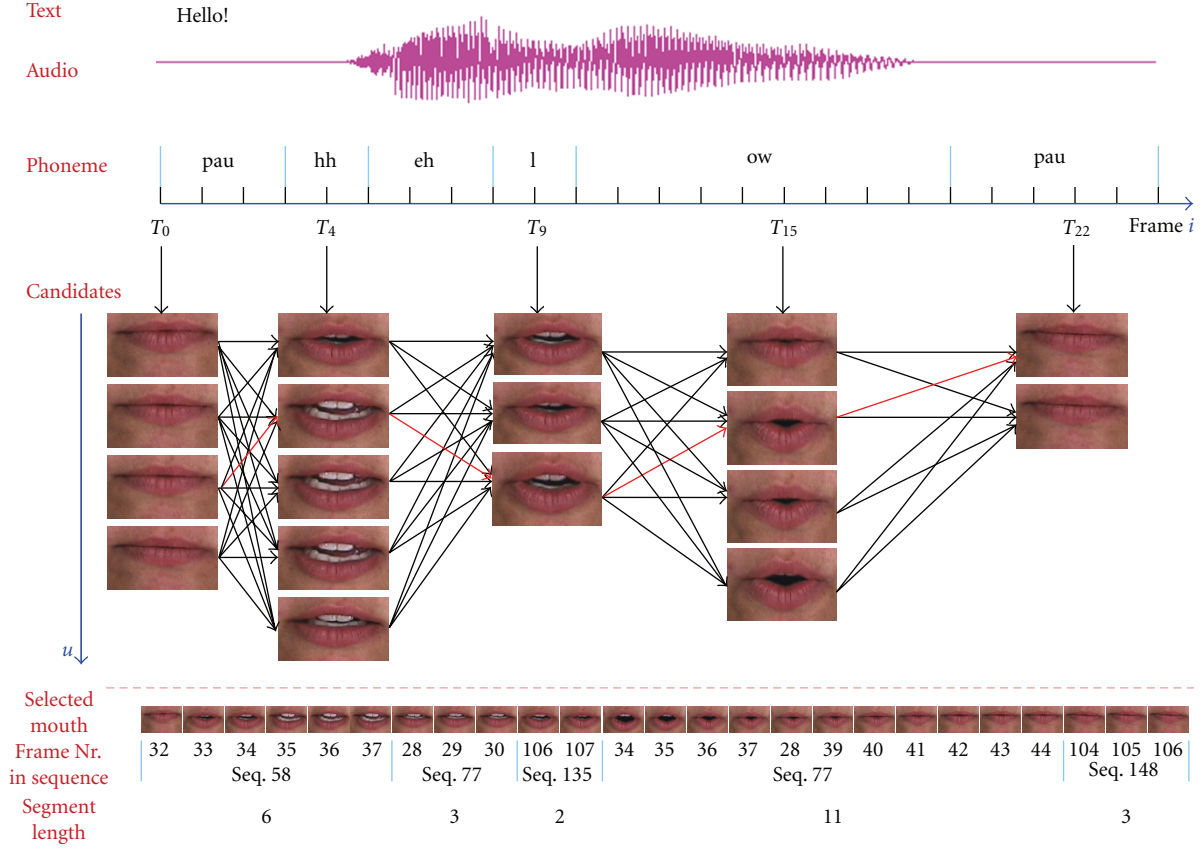 Text
Hello!
Audio
Phoneme
pau hh eh l ow pau
T0 T4 T9 T15 T22 Frame i
Candidates
u
Selected
mouth
Frame Nr.
in sequence
32 33 34 35 36 37 28 29 30 106 107 34 35 36 37 28 39 40 41 42 43 44 104 105 106
Seq. 58 Seq. 77 Seq. 135 Seq. 77 Seq. 148
Segment
length
6 3 2 11 3